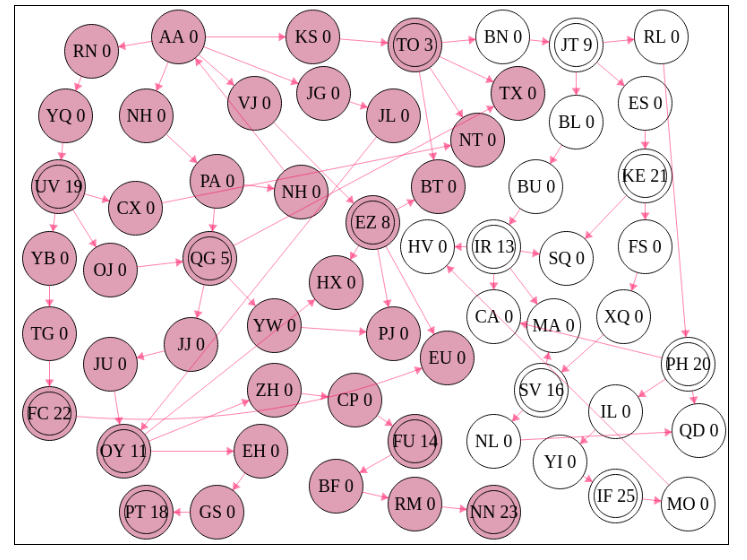 RN 0
AA 0
KS 0
TO 3
BN 0
JT 9
RL 0
YQ 0
NH 0
VJ 0
JG 0
JL 0
TX 0
NT 0
BL 0
ES 0
UV 19
CX 0
PA 0
NH 0
BT 0
BU 0
KE 21
YB 0
OJ 0
QG 5
EZ 8
HV 0
IR 13
SQ 0
FS 0
HX 0
TG 0
JU 0
JJ 0
YW 0
PJ 0
EU 0
CA 0
MA 0
XQ 0
PH 20
FC 22
ZH 0
CP 0
SV 16
IL 0
QD 0
OY 11
EH 0
FU 14
NL 0
YI 0
PT 18
GS 0
BF 0
RM 0
NN 23
IF 25
MO 0